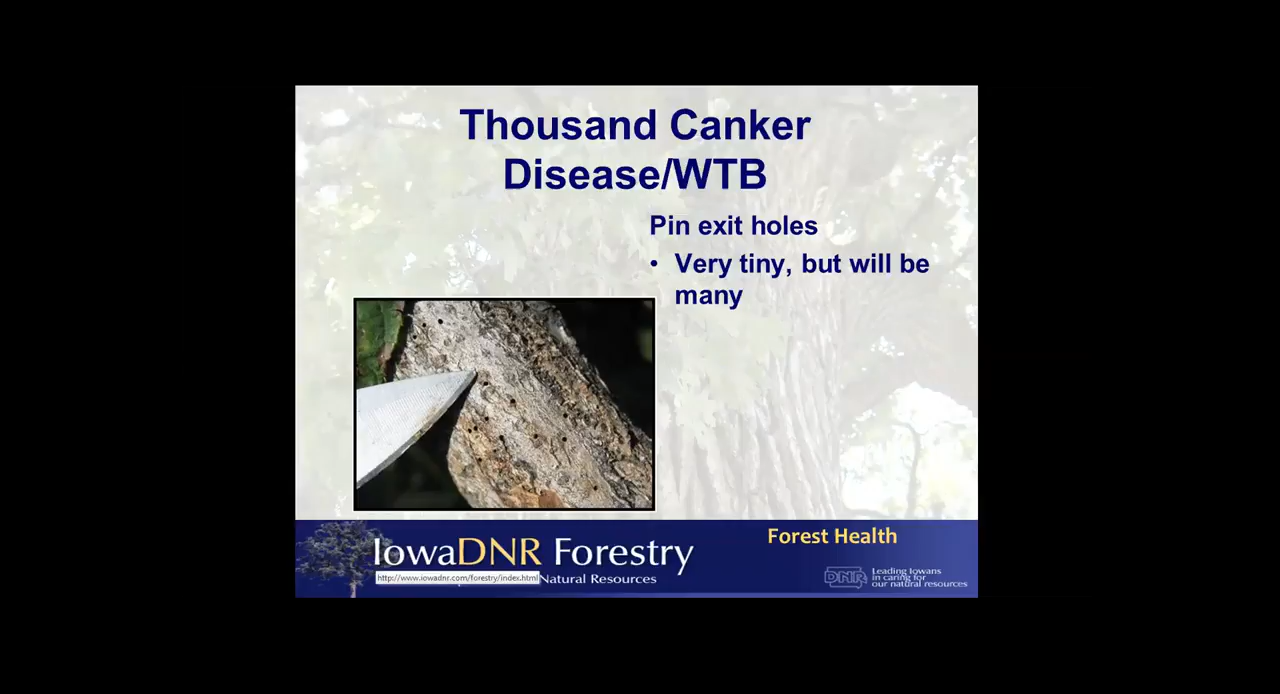 Thousand Canker
Disease/WTB
Pin exit holes
• Very tiny, but will be
many
IowaDNR Forestry
http://www.iowadnr.com/forestry/index.html
Natural Resources
Forest Health
DNR
Leading Iowans
in caring for
our natural resources